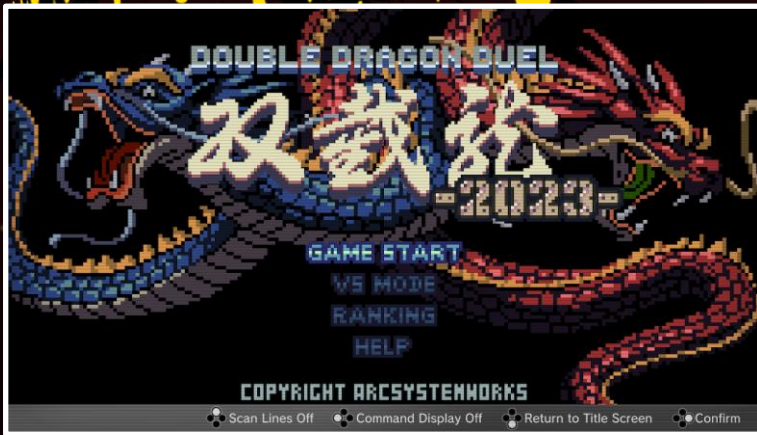 DOUBLE DRAGON DUEL
双截龙
-2023-
GAME START
VS MODE
RANKING
HELP
COPYRIGHT ARCSYSTEMWORKS
Scan Lines Off Command Display Off Return to Title Screen Confirm